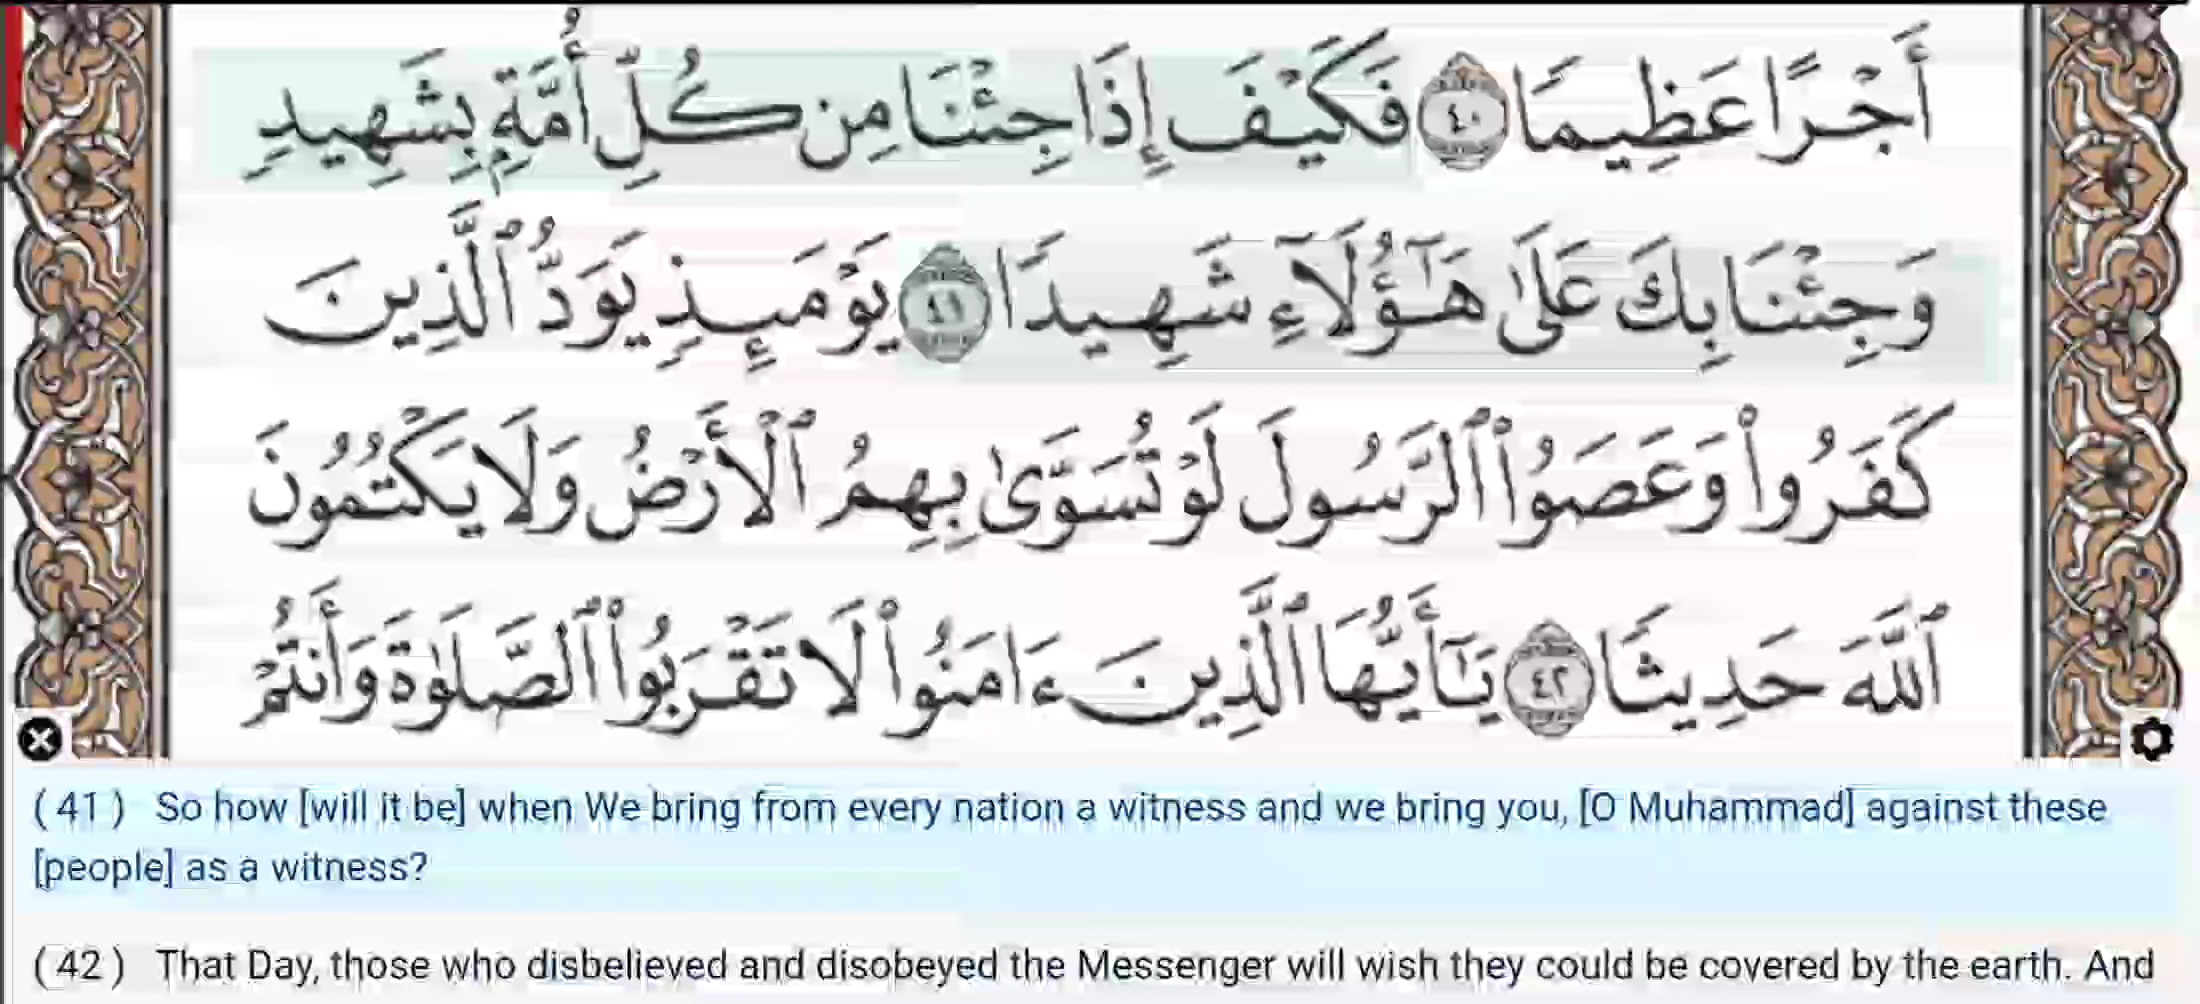 أَجْرًا عَظِيمًا ٤٠ فَكَيْفَ إِذَا جِئْنَا مِن كُلِّ أُمَّةٍ بِشَهِيدٍ
وَجِئْنَا بِكَ عَلَىٰ هَٰٓؤُلَآءِ شَهِيدًا ٤١ يَوْمَئِذٍ يَوَدُّ ٱلَّذِينَ
كَفَرُوا۟ وَعَصَوُا۟ ٱلرَّسُولَ لَوْ تُسَوَّىٰ بِهِمُ ٱلْأَرْضُ وَلَا يَكْتُمُونَ
ٱللَّهَ حَدِيثًا ٤٢ يَٰٓأَيُّهَا ٱلَّذِينَ ءَامَنُوا۟ لَا تَقْرَبُوا۟ ٱلصَّلَوٰةَ وَأَنتُمْ
(41) So how [will it be] when We bring from every nation a witness and we bring you, [O Muhammad] against these
[people] as a witness?
(42) That Day, those who disbelieved and disobeyed the Messenger will wish they could be covered by the earth. And